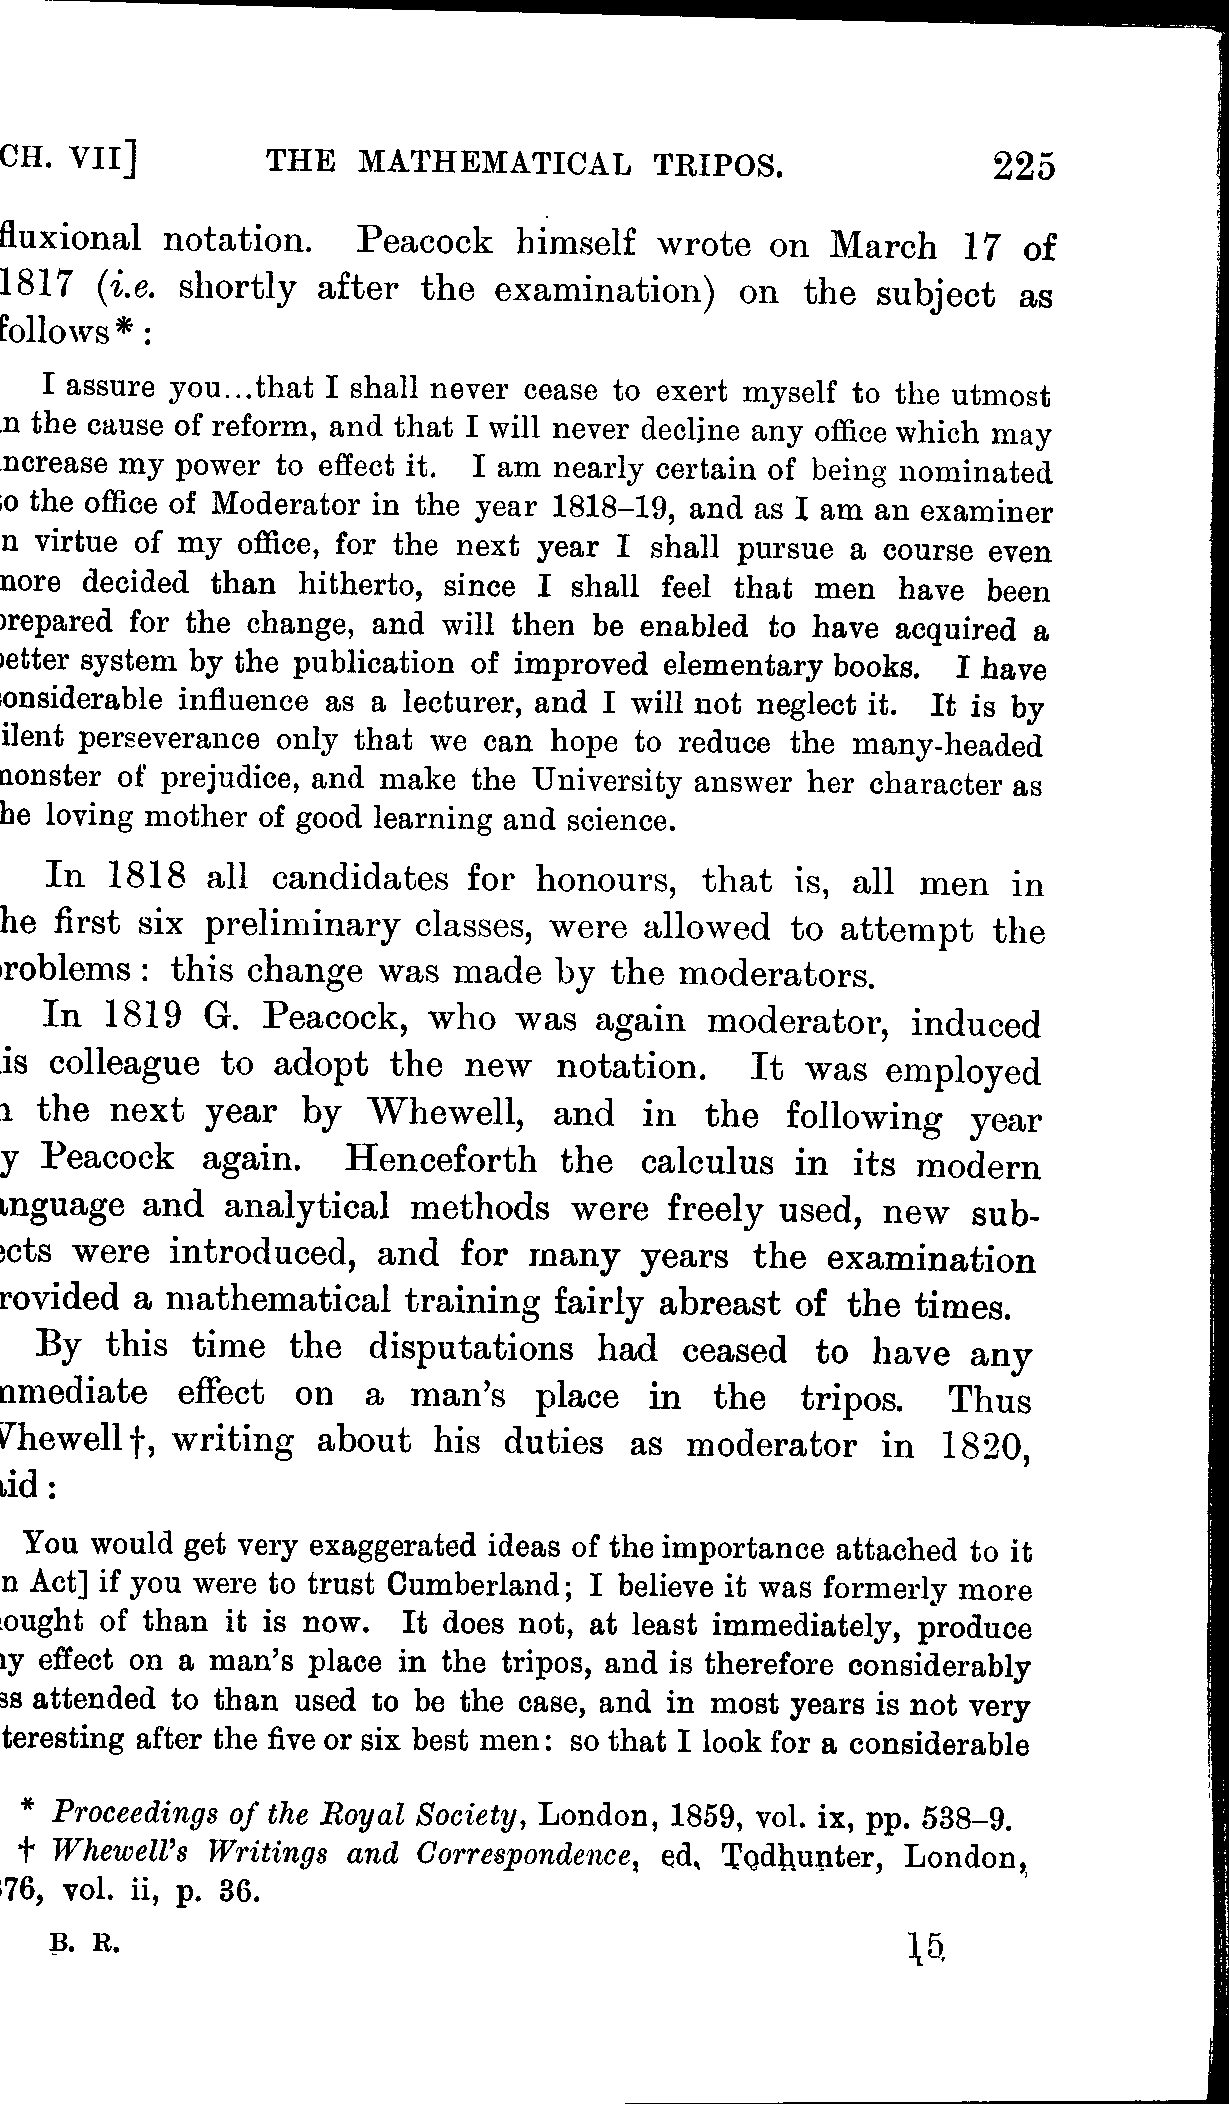 CH. VII] THE MATHEMATICAL TRIPOS. 225
fluxional notation. Peacock himself wrote on March 17 of
1817 (i.e. shortly after the examination) on the subject as
follows*:
I assure you...that I shall never cease to exert myself to the utmost
n the cause of reform, and that I will never decline any office which may
ncrease my power to effect it. I am nearly certain of being nominated
o the office of Moderator in the year 1818–19, and as I am an examiner
n virtue of my office, for the next year I shall pursue a course even
more decided than hitherto, since I shall feel that men have been
prepared for the change, and will then be enabled to have acquired a
better system by the publication of improved elementary books. I have
considerable influence as a lecturer, and I will not neglect it. It is by
ilent perseverance only that we can hope to reduce the many-headed
monster of prejudice, and make the University answer her character as
he loving mother of good learning and science.
In 1818 all candidates for honours, that is, all men in
he first six preliminary classes, were allowed to attempt the
problems: this change was made by the moderators.
In 1819 G. Peacock, who was again moderator, induced
is colleague to adopt the new notation. It was employed
n the next year by Whewell, and in the following year
y Peacock again. Henceforth the calculus in its modern
anguage and analytical methods were freely used, new sub-
ects were introduced, and for many years the examination
rovided a mathematical training fairly abreast of the times.
By this time the disputations had ceased to have any
mmediate effect on a man's place in the tripos. Thus
Whewell†, writing about his duties as moderator in 1820,
aid:
You would get very exaggerated ideas of the importance attached to it
n Act] if you were to trust Cumberland; I believe it was formerly more
ought of than it is now. It does not, at least immediately, produce
ny effect on a man's place in the tripos, and is therefore considerably
ss attended to than used to be the case, and in most years is not very
teresting after the five or six best men: so that I look for a considerable
* Proceedings of the Royal Society, London, 1859, vol. ix, pp. 538–9.
† Whewell's Writings and Correspondence, ed. Todhunter, London,
76, vol. ii, p. 36.
B. R. 15